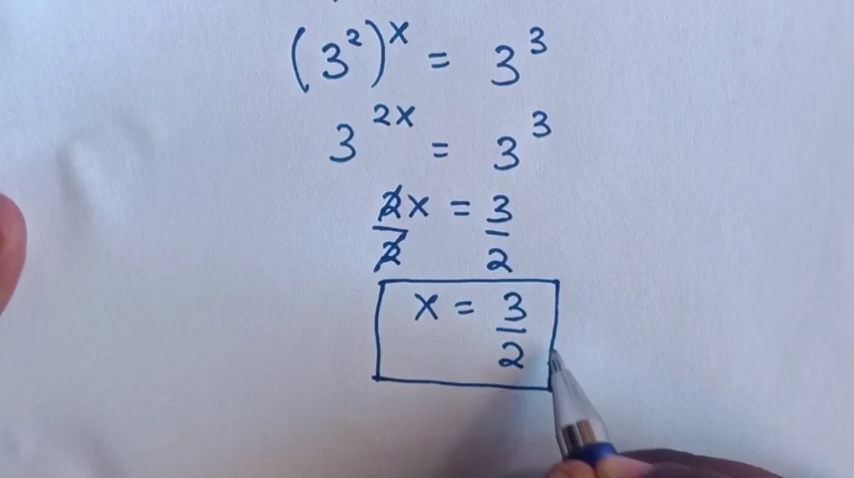 (3²)ˣ = 3³
3²ˣ = 3³
2x/2 = 3/2
x = 3/2